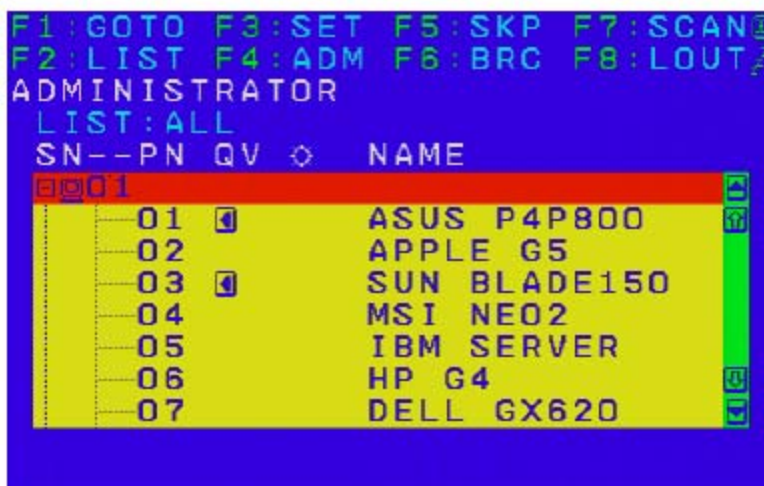 F1:GOTO F3:SET F5:SKP F7:SCAN
F2:LIST F4:ADM F6:BRC F8:LOUT
ADMINISTRATOR
LIST:ALL
SN--PN QV ☼ NAME
01
01 ASUS P4P800
02 APPLE G5
03 SUN BLADE150
04 MSI NEO2
05 IBM SERVER
06 HP G4
07 DELL GX620